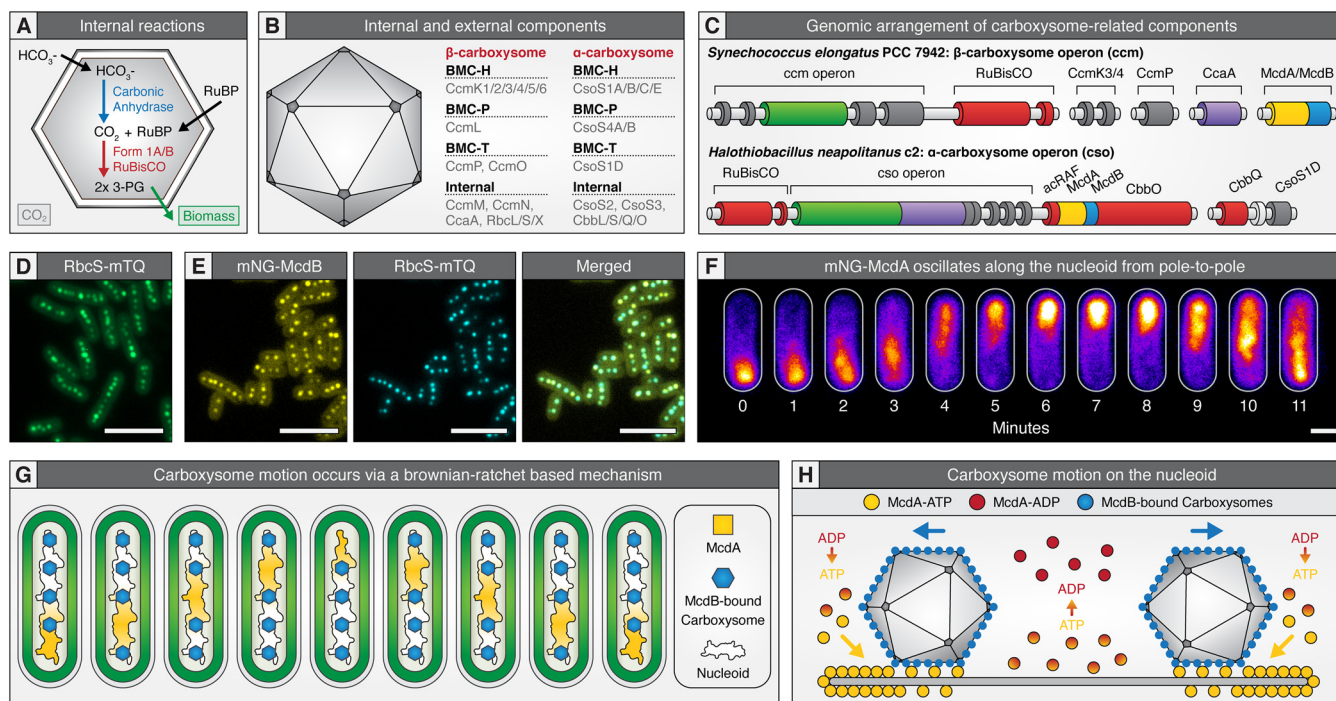 A Internal reactions
HCO3-
HCO3-
Carbonic
Anhydrase
RuBP
CO2 + RuBP
Form 1A/B
RuBisCO
2x 3-PG
CO2
Biomass
B Internal and external components
β-carboxysome α-carboxysome
BMC-H BMC-H
CcmK1/2/3/4/5/6 CsoS1A/B/C/E
BMC-P BMC-P
CcmL CsoS4A/B
BMC-T BMC-T
CcmP, CcmO CsoS1D
Internal Internal
CcmM, CcmN, CsoS2, CsoS3,
CcaA, RbcL/S/X CbbL/S/Q/O
C Genomic arrangement of carboxysome-related components
Synechococcus elongatus PCC 7942: β-carboxysome operon (ccm)
ccm operon RuBisCO CcmK3/4 CcmP CcaA McdA/McdB
Halothiobacillus neapolitanus c2: α-carboxysome operon (cso)
RuBisCO cso operon acRAF McdA McdB CbbO CbbQ CsoS1D
D RbcS-mTQ
E mNG-McdB RbcS-mTQ Merged
F mNG-McdA oscillates along the nucleoid from pole-to-pole
0 1 2 3 4 5 6 7 8 9 10 11
Minutes
G Carboxysome motion occurs via a brownian-ratchet based mechanism
McdA
McdB-bound
Carboxysome
Nucleoid
H Carboxysome motion on the nucleoid
McdA-ATP McdA-ADP McdB-bound Carboxysomes
ADP
ATP
ADP
ATP
ADP
ATP